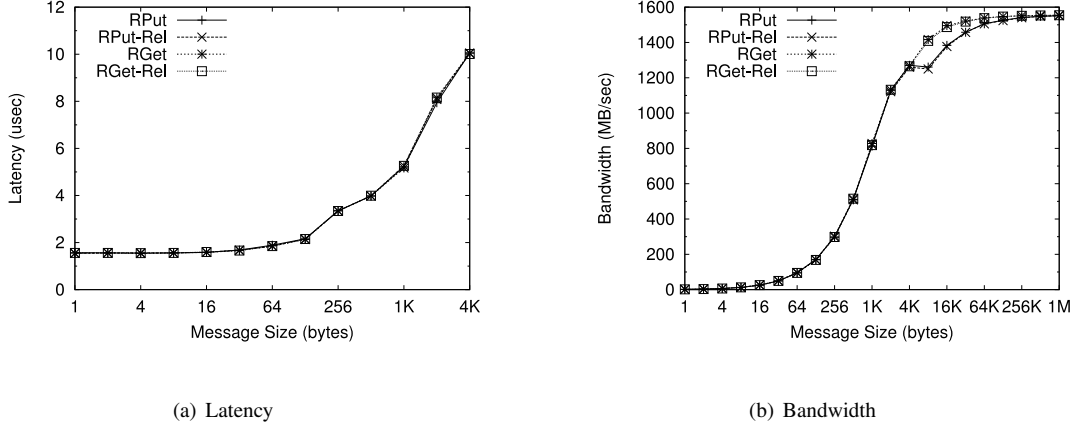 RPut
RPut-Rel
RGet
RGet-Rel
12
10
8
6
4
2
0
Latency (usec)
1 4 16 64 256 1K 4K
Message Size (bytes)
(a) Latency
RPut
RPut-Rel
RGet
RGet-Rel
1600
1400
1200
1000
800
600
400
200
0
Bandwidth (MB/sec)
1 4 16 64 256 1K 4K 16K 64K 256K 1M
Message Size (bytes)
(b) Bandwidth